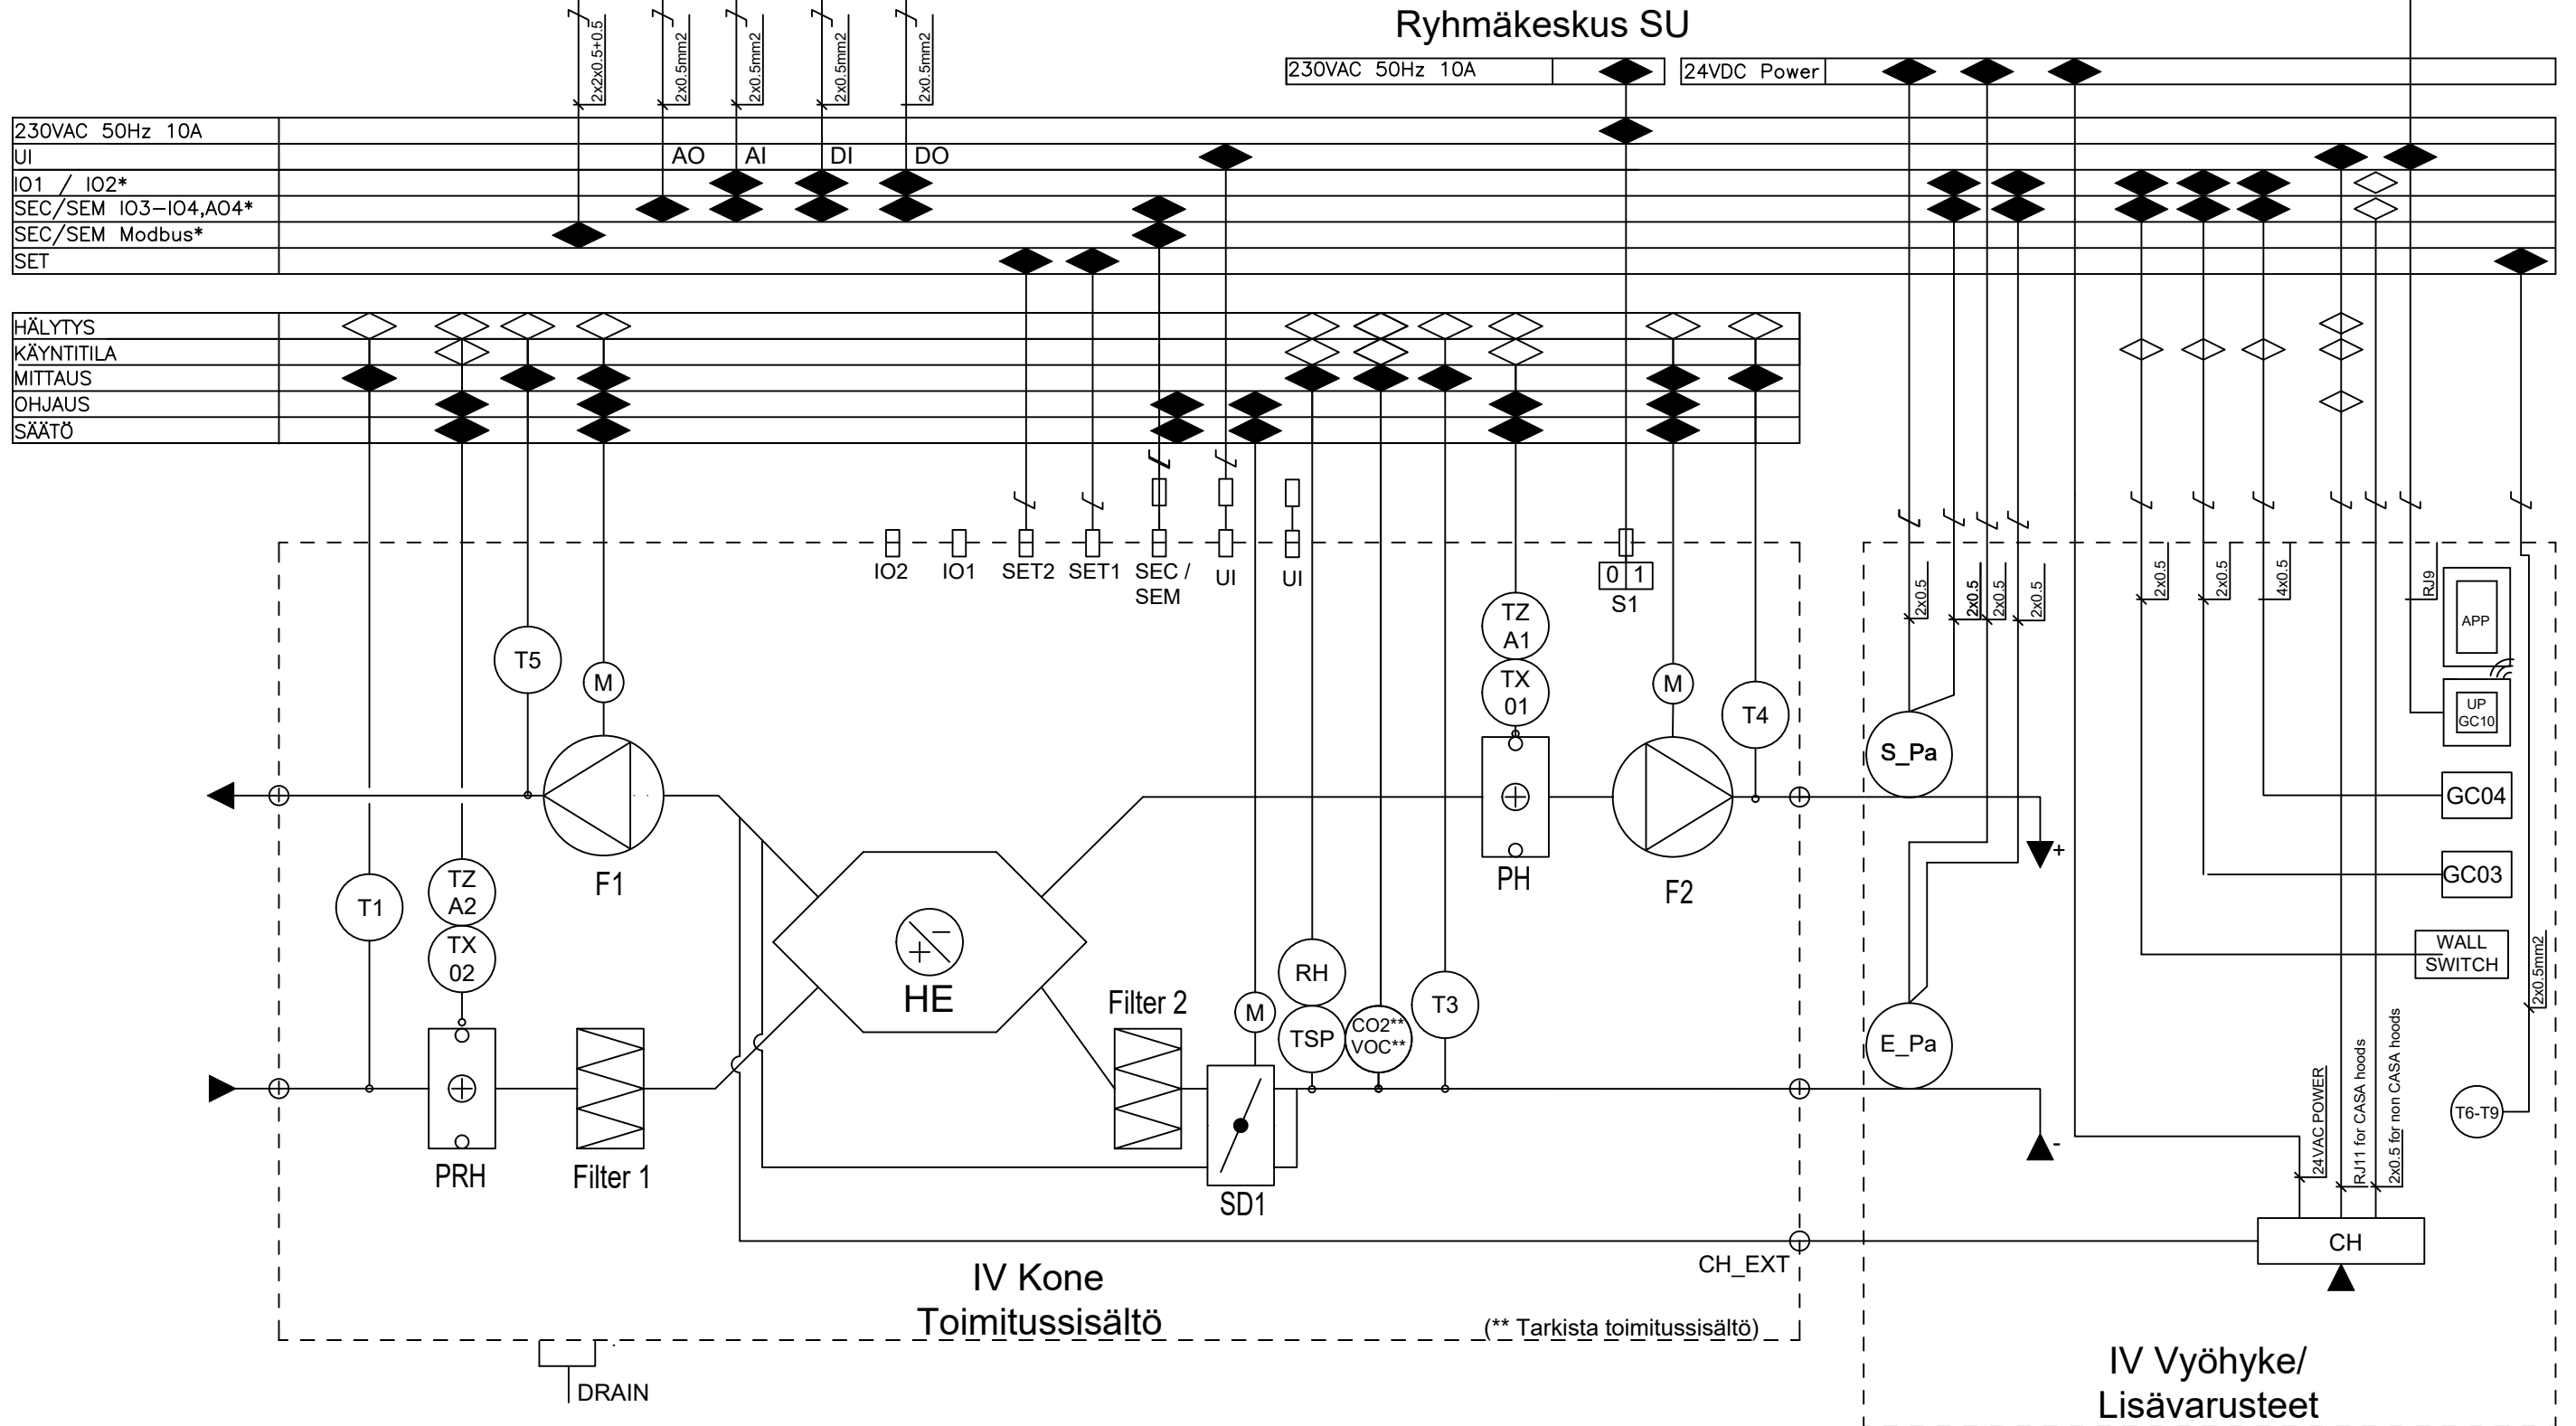 Ryhmäkeskus SU
2x2x0.5+0.5
2x0.5mm2
2x0.5mm2
2x0.5mm2
2x0.5mm2
230VAC 50Hz 10A
24VDC Power
230VAC 50Hz 10A
UI
AO
AI
DI
DO
IO1 / IO2*
SEC/SEM IO3-IO4,AO4*
SEC/SEM Modbus*
SET
HÄLYTYS
KÄYNTITILA
MITTAUS
OHJAUS
SÄÄTÖ
IO2
IO1
SET2
SET1
SEC /
SEM
UI
UI
0 1
S1
2x0.5
2x0.5
2x0.5
2x0.5
2x0.5
2x0.5
4x0.5
RJ9
APP
UP
GC10
T5
M
TZ
A1
TX
01
M
T4
S_Pa
GC04
F1
PH
F2
+
GC03
T1
TZ
A2
TX
02
HE
WALL
SWITCH
2x0.5mm2
Filter 2
M
RH
TSP
CO2**
VOC**
T3
E_Pa
PRH
Filter 1
SD1
-
24VAC POWER
RJ11 for CASA hoods
2x0.5 for non CASA hoods
T6-T9
CH
CH_EXT
IV Kone
Toimitussisältö
(** Tarkista toimitussisältö)
DRAIN
IV Vyöhyke/
Lisävarusteet